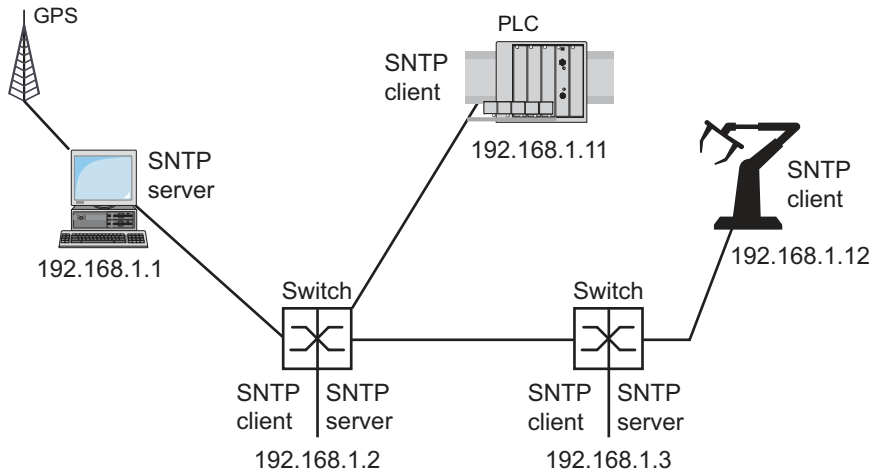 GPS
SNTP
server
192.168.1.1
PLC
SNTP
client
192.168.1.11
SNTP
client
192.168.1.12
Switch
SNTP
client
SNTP
server
192.168.1.2
Switch
SNTP
client
SNTP
server
192.168.1.3